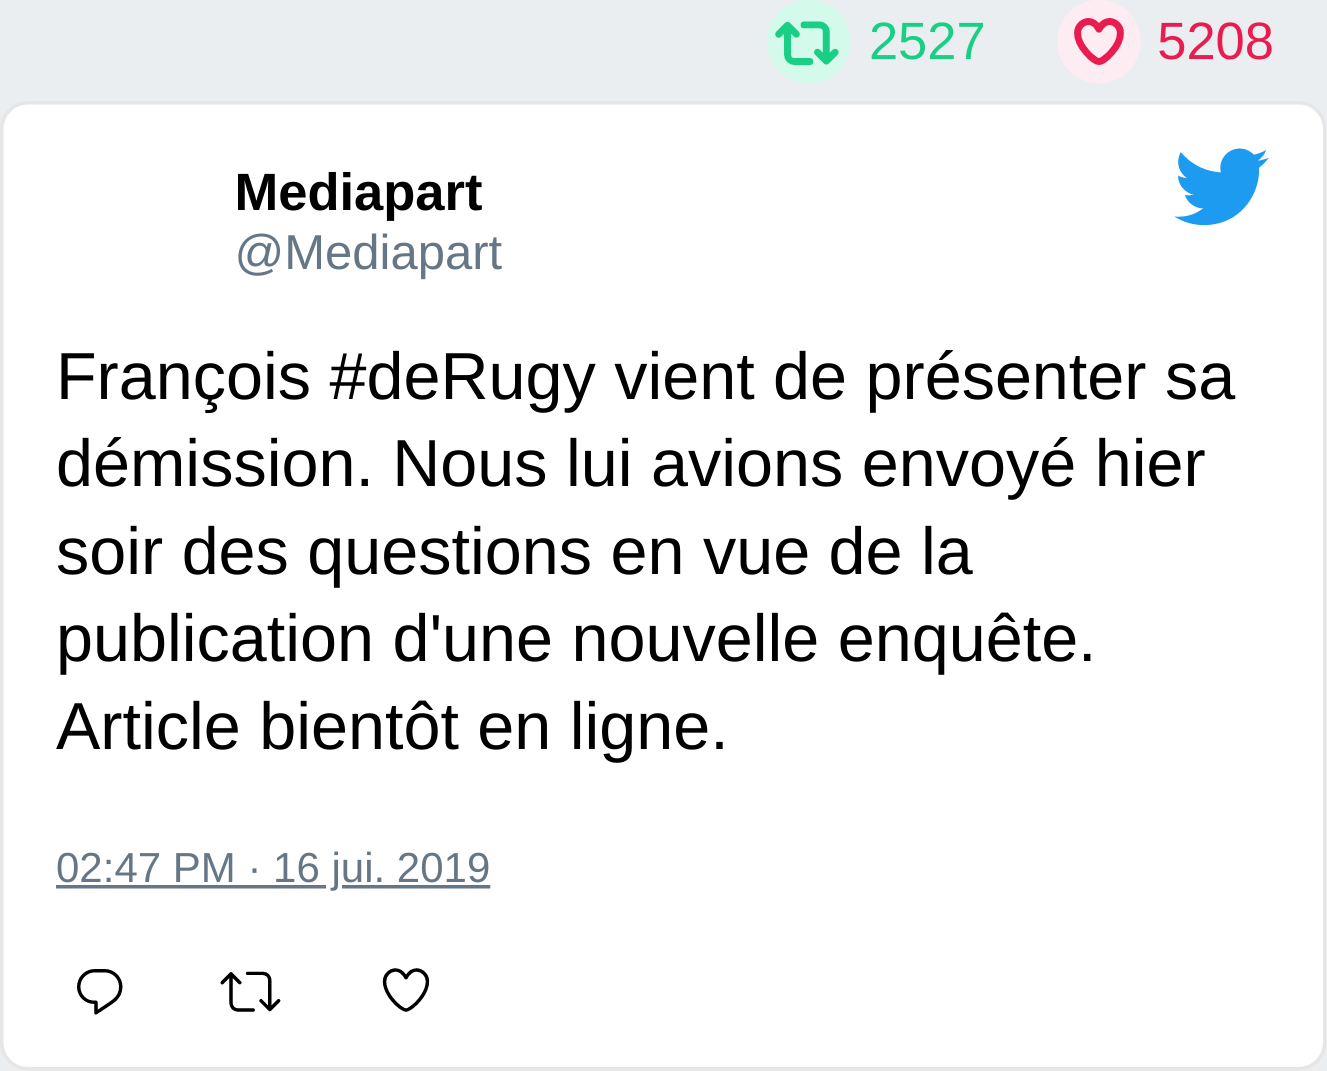 2527 5208
Mediapart
@Mediapart
François #deRugy vient de présenter sa
démission. Nous lui avions envoyé hier
soir des questions en vue de la
publication d'une nouvelle enquête.
Article bientôt en ligne.
02:47 PM · 16 jui. 2019